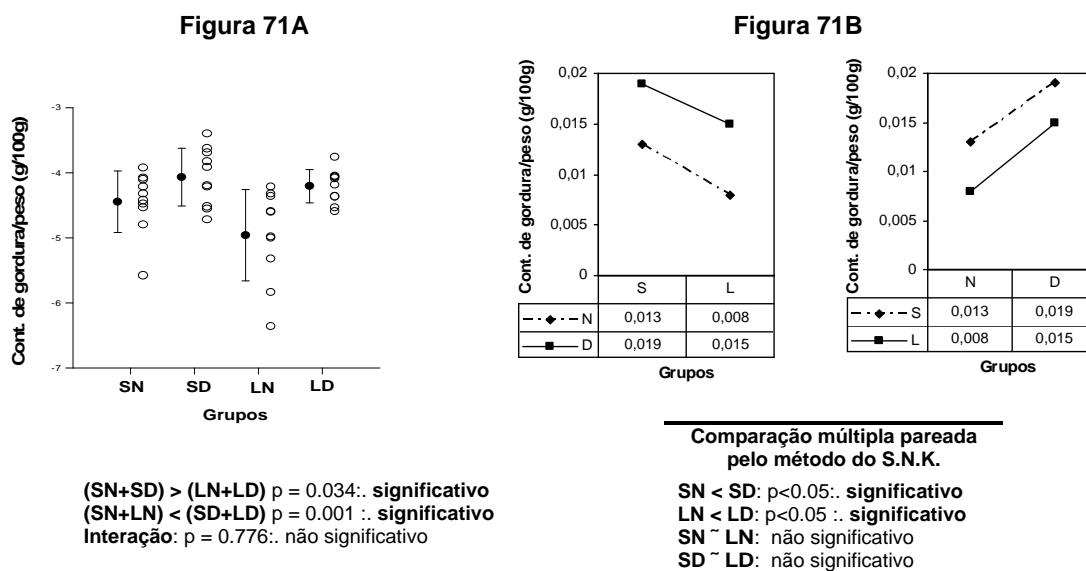 Figura 71A
Cont. de gordura/peso (g/100g)
-3
-4
-5
-6
-7
SN SD LN LD
Grupos
(SN+SD) > (LN+LD) p = 0.034:. significativo
(SN+LN) < (SD+LD) p = 0.001 :. significativo
Interação: p = 0.776:. não significativo
Figura 71B
Cont. de gordura/peso (g/100g)
0,02
0,015
0,01
0,005
0
S L
N 0,013 0,008
D 0,019 0,015
Grupos
Cont. de gordura/peso (g/100g)
0,02
0,015
0,01
0,005
0
N D
S 0,013 0,019
L 0,008 0,015
Grupos
Comparação múltipla pareada
pelo método do S.N.K.
SN < SD: p<0.05:. significativo
LN < LD: p<0.05 :. significativo
SN ~ LN: não significativo
SD ~ LD: não significativo